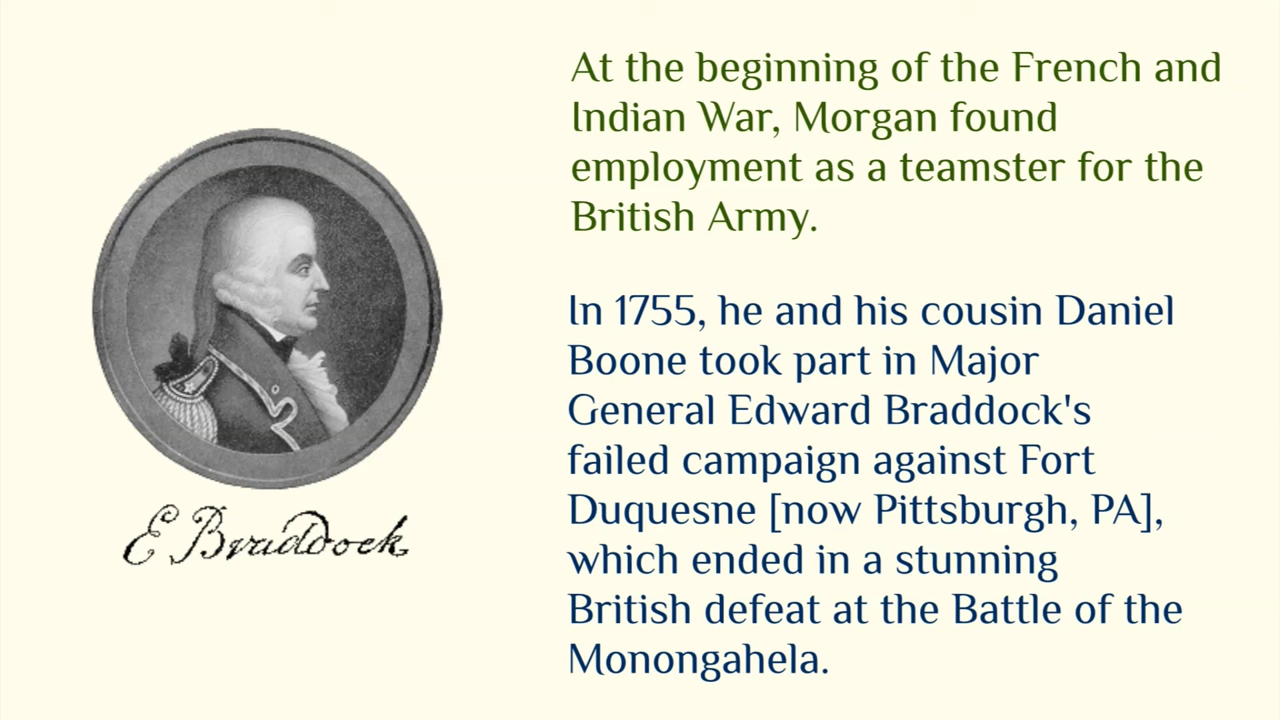 At the beginning of the French and
Indian War, Morgan found
employment as a teamster for the
British Army.
In 1755, he and his cousin Daniel
Boone took part in Major
General Edward Braddock's
failed campaign against Fort
Duquesne [now Pittsburgh, PA],
which ended in a stunning
British defeat at the Battle of the
Monongahela.
E Braddock